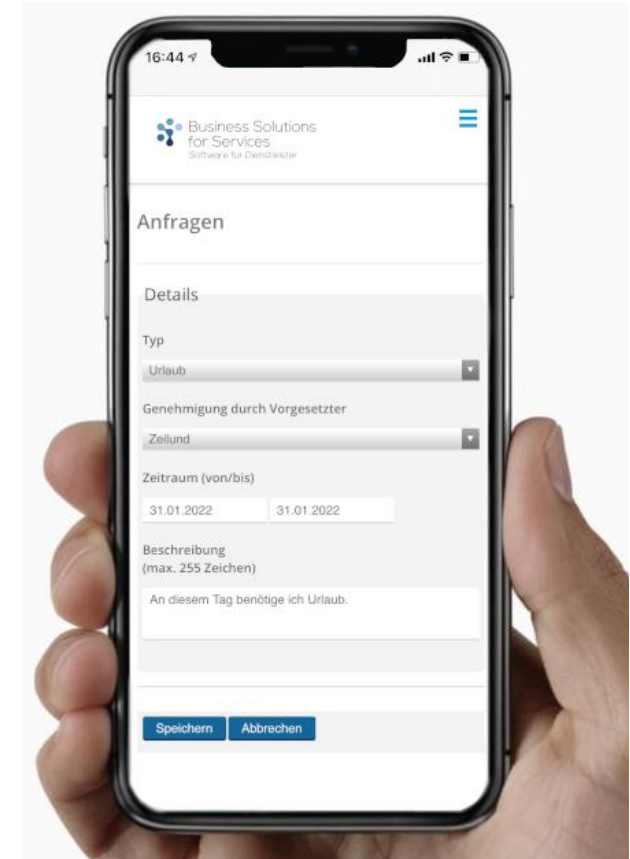 16:44
Business Solutions
for Services
Software für Dienstleister
Anfragen
Details
Typ
Urlaub
Genehmigung durch Vorgesetzter
Zeilund
Zeitraum (von/bis)
31.01.2022 31.01.2022
Beschreibung
(max. 255 Zeichen)
An diesem Tag benötige ich Urlaub.
Speichern Abbrechen